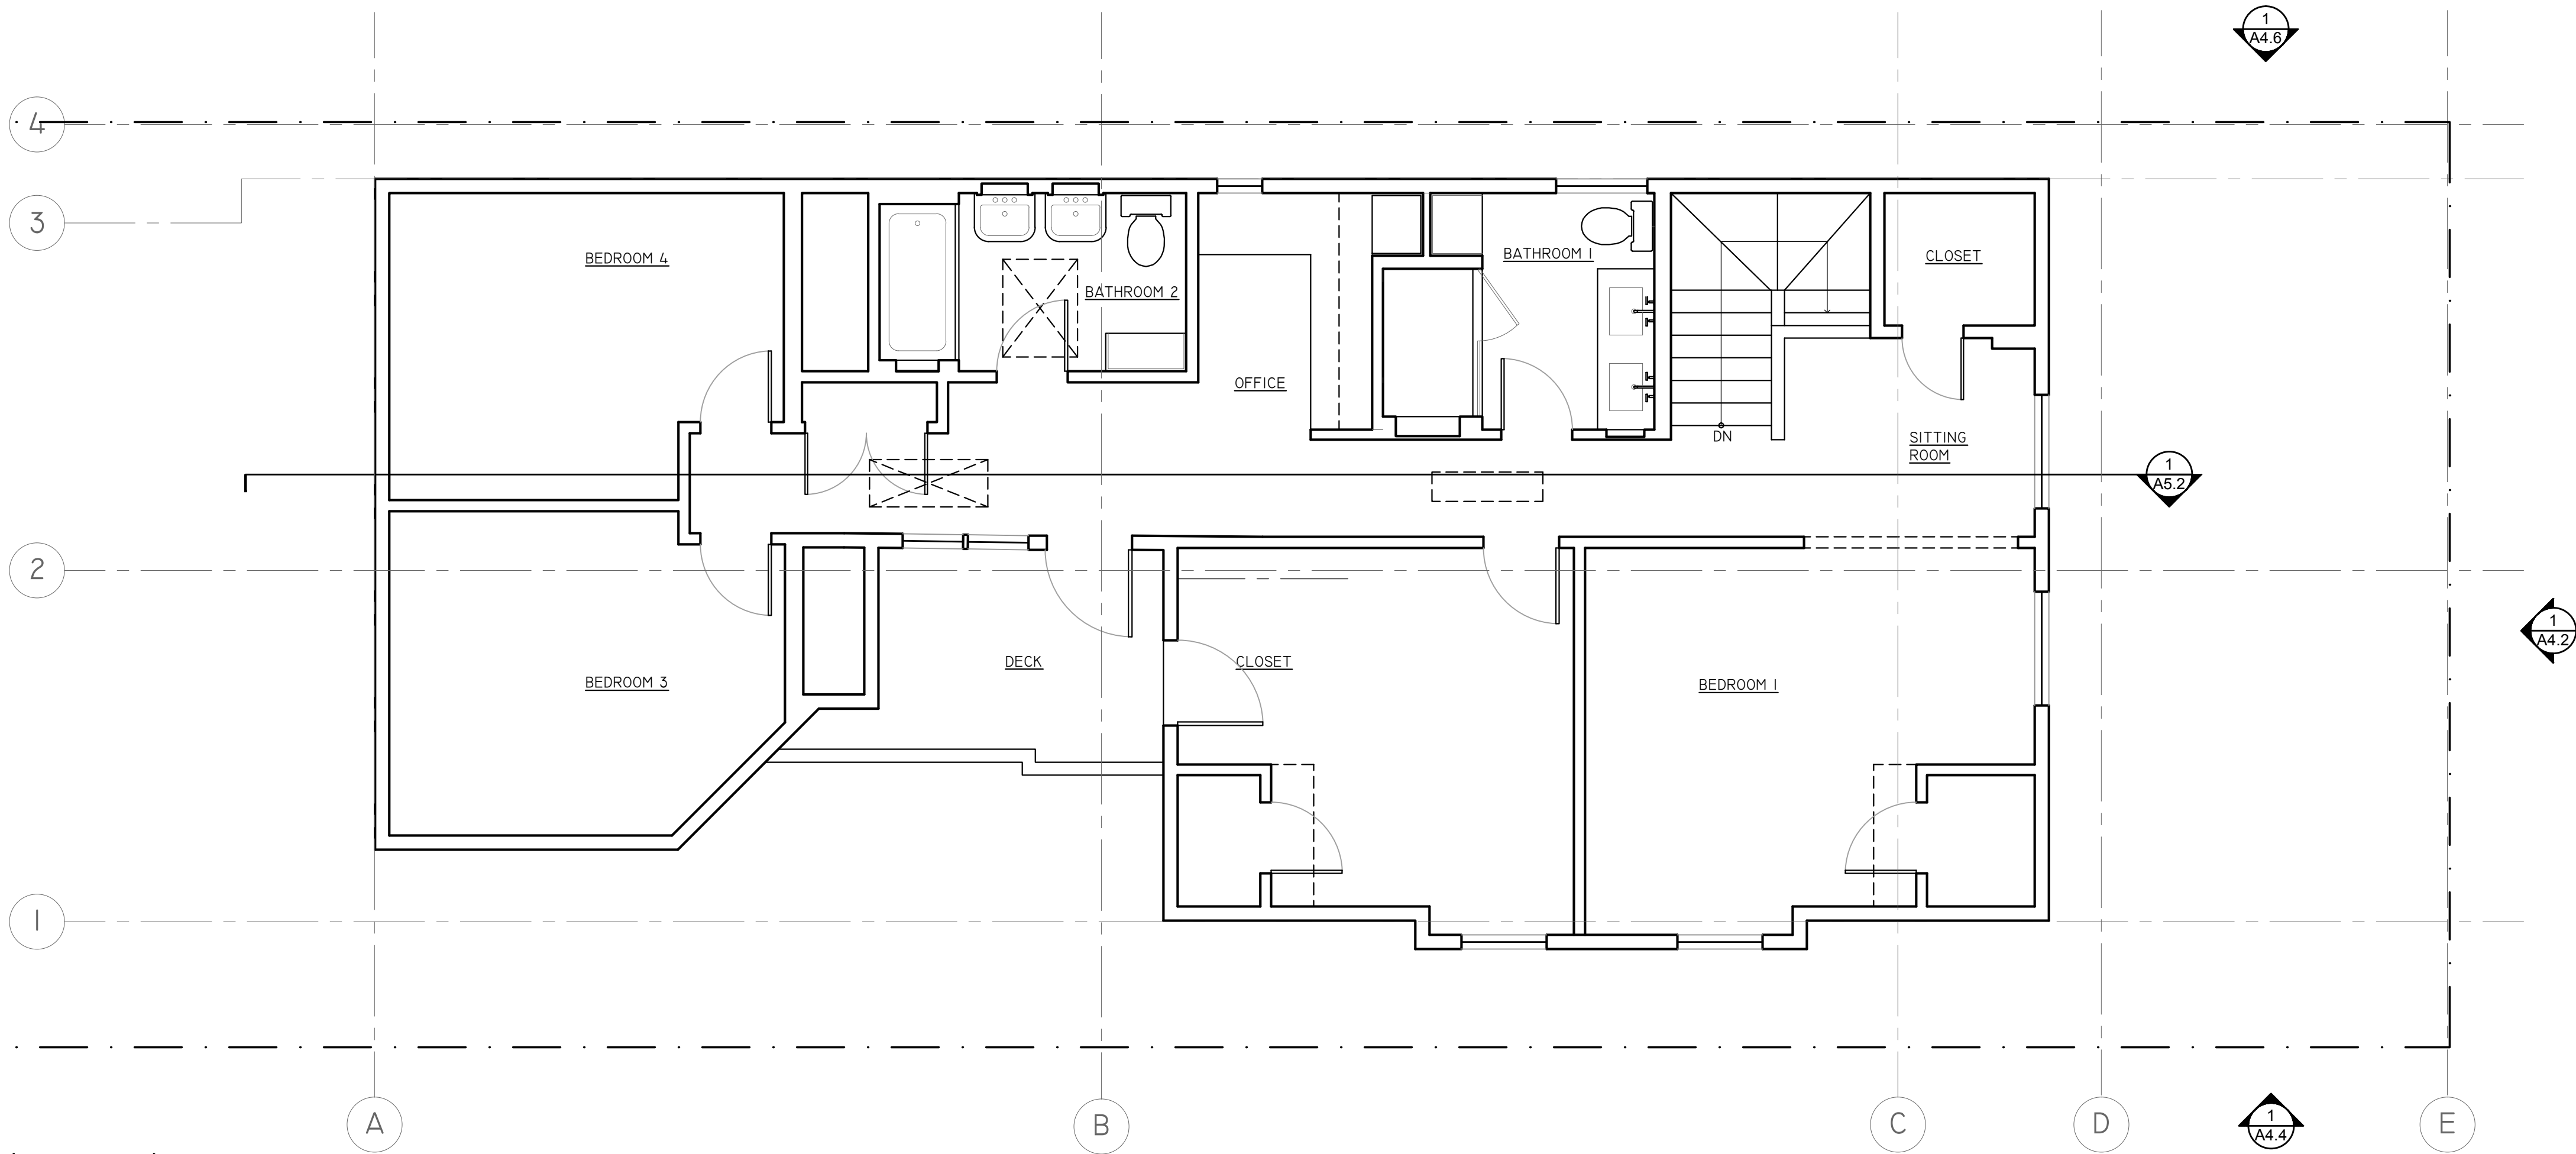 1
A4.6
4
3
BEDROOM 4
BATHROOM 1
CLOSET
BATHROOM 2
OFFICE
DN
SITTING
ROOM
1
A5.2
2
1
A4.2
DECK
CLOSET
BEDROOM 3
BEDROOM 1
1
A
B
C
D
E
1
A4.4